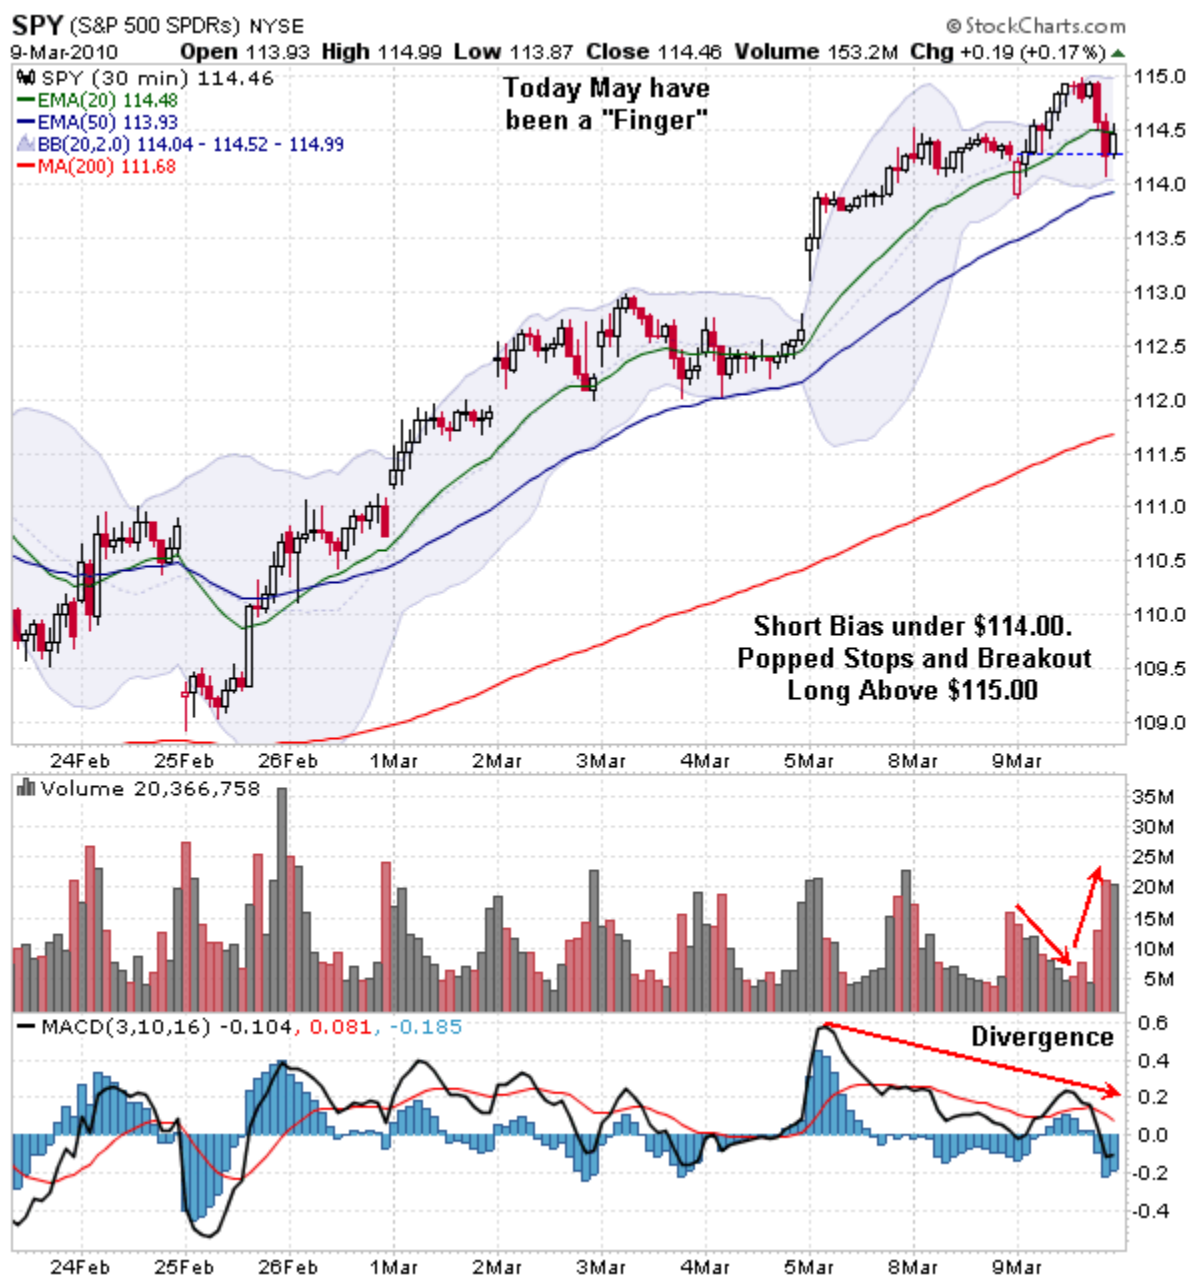 SPY (S&P 500 SPDRs) NYSE
© StockCharts.com
9-Mar-2010
Open 113.93 High 114.99 Low 113.87 Close 114.46 Volume 153.2M Chg +0.19 (+0.17%)
SPY (30 min) 114.46
EMA(20) 114.48
EMA(50) 113.93
BB(20,2.0) 114.04 - 114.52 - 114.99
MA(200) 111.68
Today May have
been a "Finger"
115.0
114.5
114.0
113.5
113.0
112.5
112.0
111.5
111.0
110.5
110.0
109.5
109.0
Short Bias under $114.00.
Popped Stops and Breakout
Long Above $115.00
24Feb 25Feb 26Feb 1Mar 2Mar 3Mar 4Mar 5Mar 8Mar 9Mar
Volume 20,366,758
35M
30M
25M
20M
15M
10M
5M
MACD(3,10,16) -0.104, 0.081, -0.185
Divergence
0.6
0.4
0.2
0.0
-0.2
-0.4
24Feb 25Feb 26Feb 1Mar 2Mar 3Mar 4Mar 5Mar 8Mar 9Mar